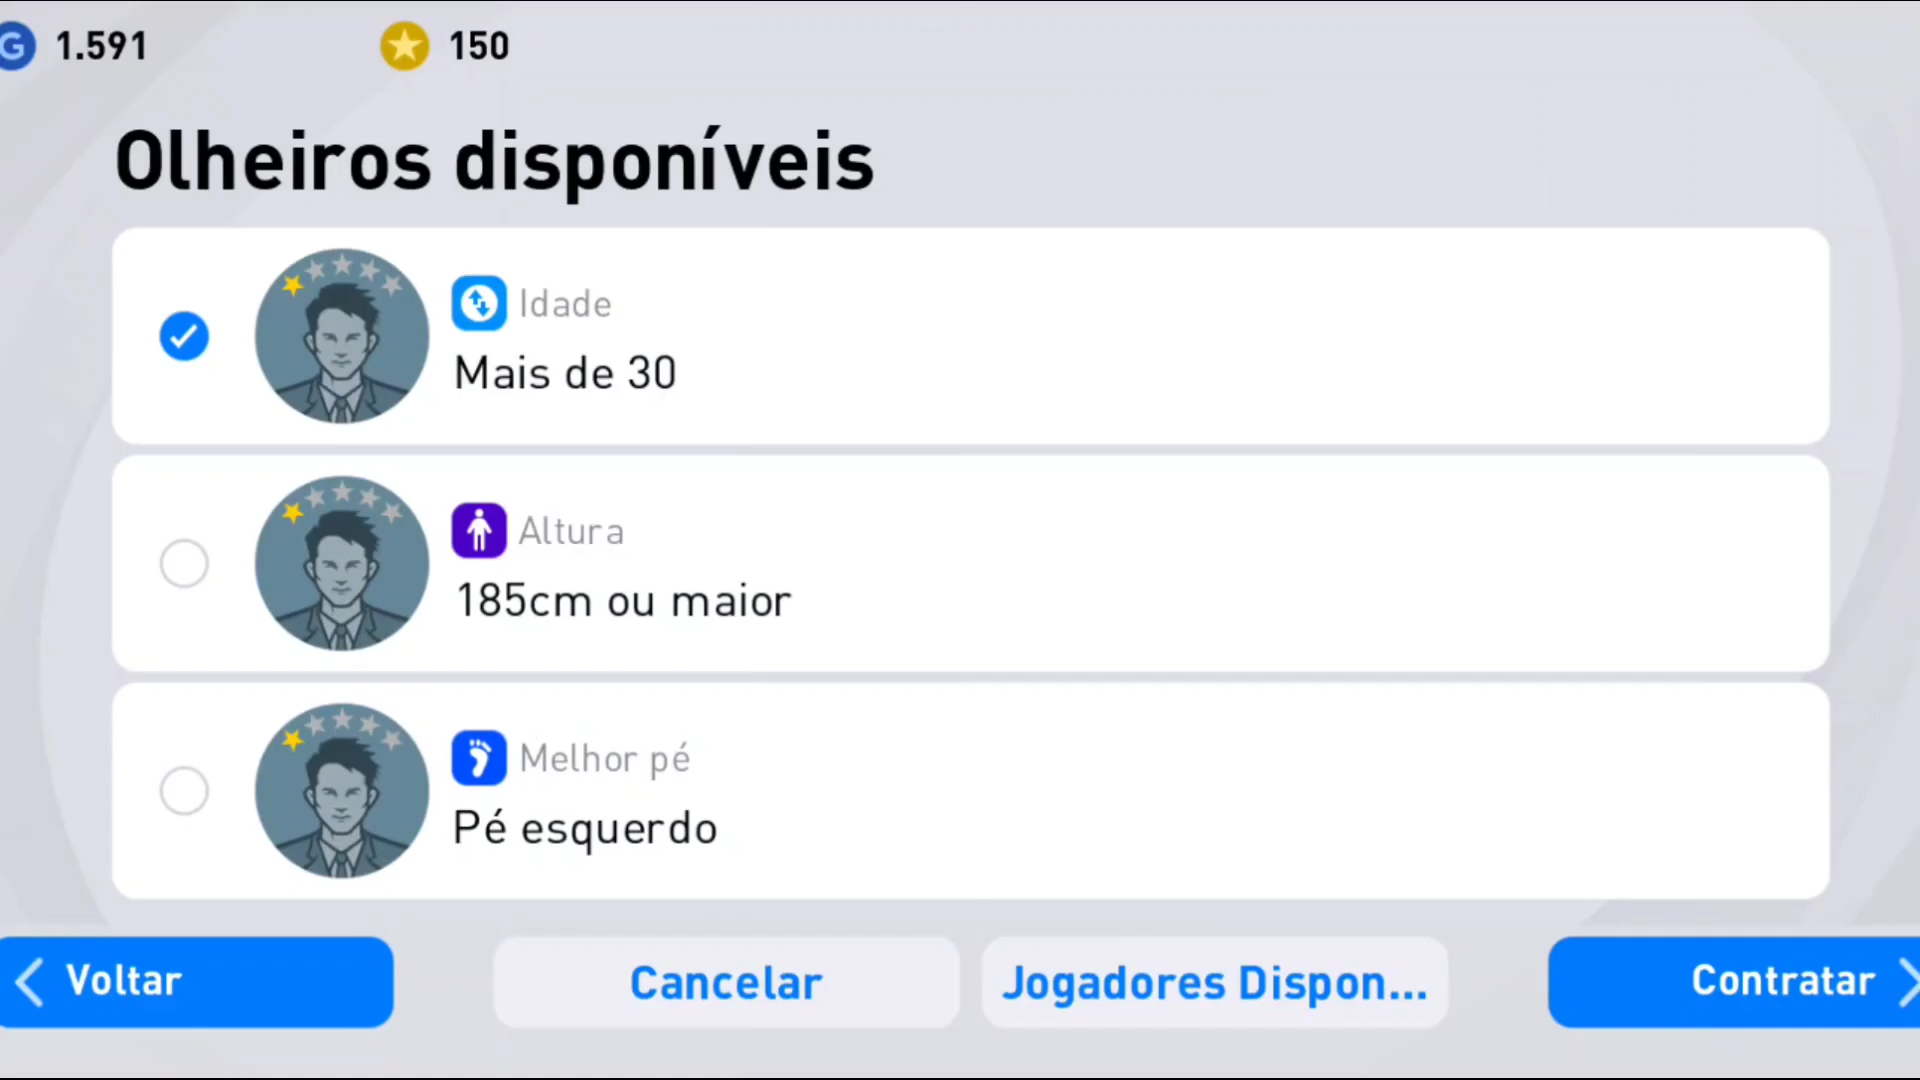 G 1.591 150
Olheiros disponíveis
Idade
Mais de 30
Altura
185cm ou maior
Melhor pé
Pé esquerdo
Voltar Cancelar Jogadores Dispon... Contratar